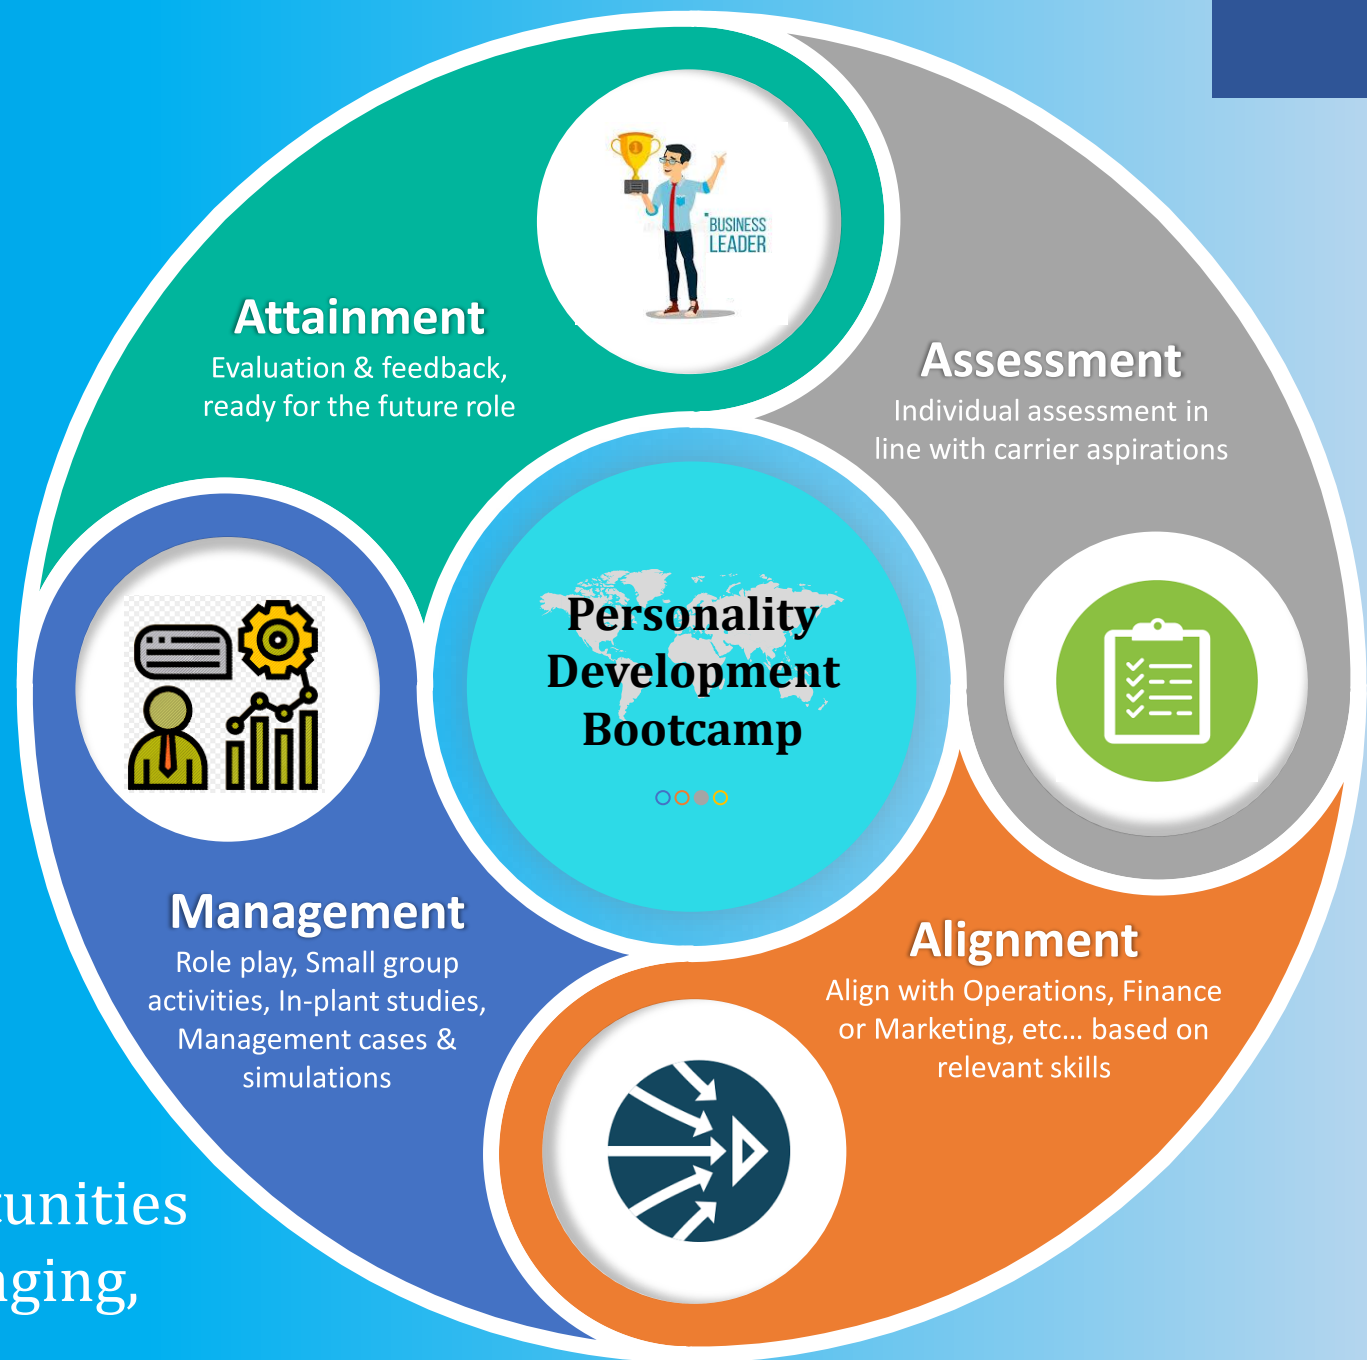 BUSINESS
LEADER
Attainment
Evaluation & feedback,
ready for the future role
Assessment
Individual assessment in
line with carrier aspirations
Personality
Development
Bootcamp
Management
Role play, Small group
activities, In-plant studies,
Management cases &
simulations
Alignment
Align with Operations, Finance
or Marketing, etc... based on
relevant skills